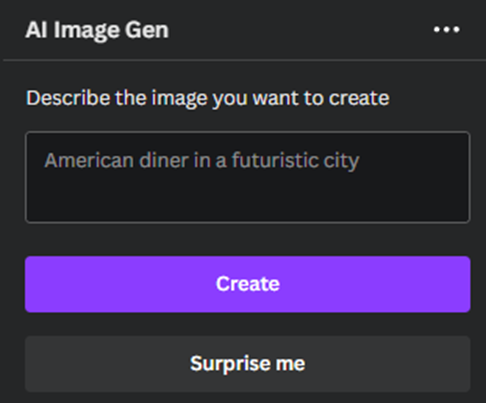 AI Image Gen
Describe the image you want to create
American diner in a futuristic city
Create
Surprise me